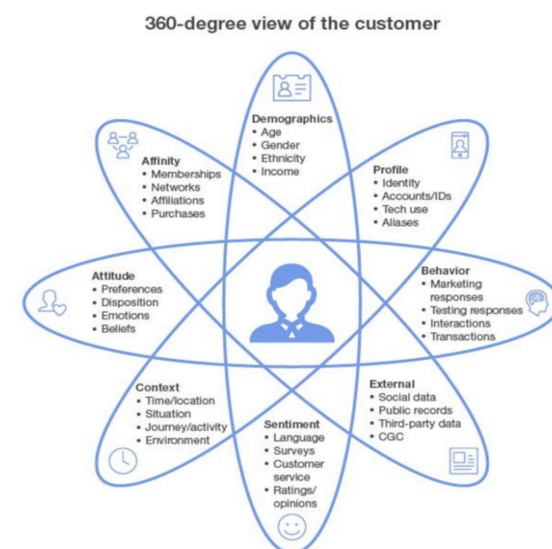 360-degree view of the customer
Demographics
• Age
• Gender
• Ethnicity
• Income
Profile
• Identity
• Accounts/IDs
• Tech use
• Aliases
Behavior
• Marketing
responses
• Testing responses
• Interactions
• Transactions
External
• Social data
• Public records
• Third-party data
• CGC
Sentiment
• Language
• Surveys
• Customer
service
• Ratings/
opinions
Context
• Time/location
• Situation
• Journey/activity
• Environment
Attitude
• Preferences
• Disposition
• Emotions
• Beliefs
Affinity
• Memberships
• Networks
• Affiliations
• Purchases